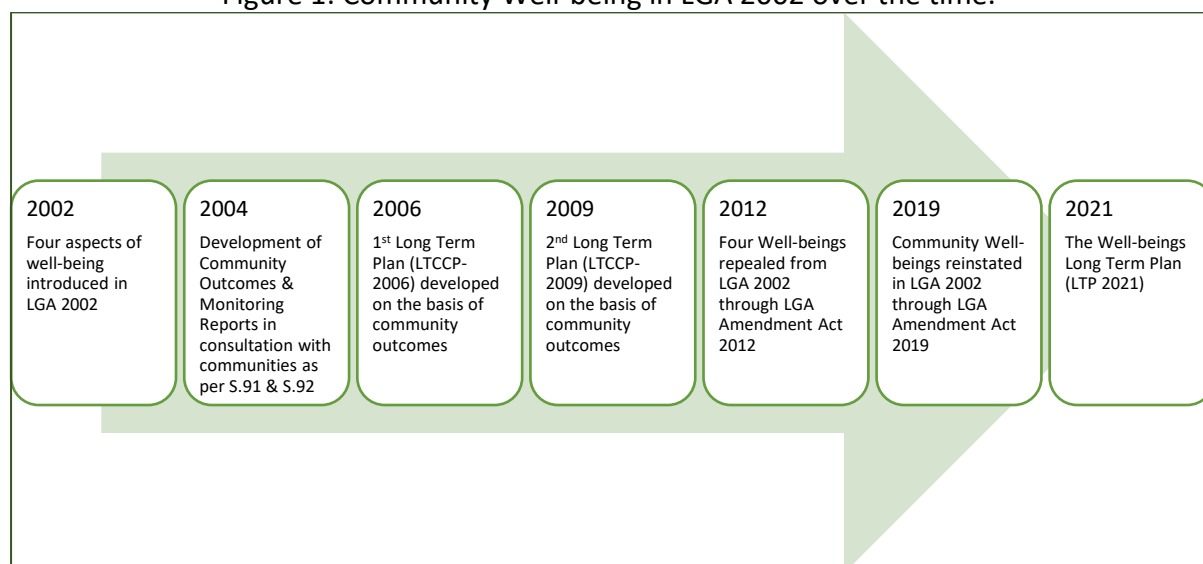 Figure 1: Community Well-being in LGA 2002 over the time.
2002
Four aspects of
well-being
introduced in
LGA 2002
2004
Development of
Community
Outcomes &
Monitoring
Reports in
consultation with
communities as
per S.91 & S.92
2006
1st Long Term
Plan (LTCCP-
2006) developed
on the basis of
community
outcomes
2009
2nd Long Term
Plan (LTCCP-
2009) developed
on the basis of
community
outcomes
2012
Four Well-beings
repealed from
LGA 2002
through LGA
Amendment Act
2012
2019
Community Well-
beings reinstated
in LGA 2002
through LGA
Amendment Act
2019
2021
The Well-beings
Long Term Plan
(LTP 2021)